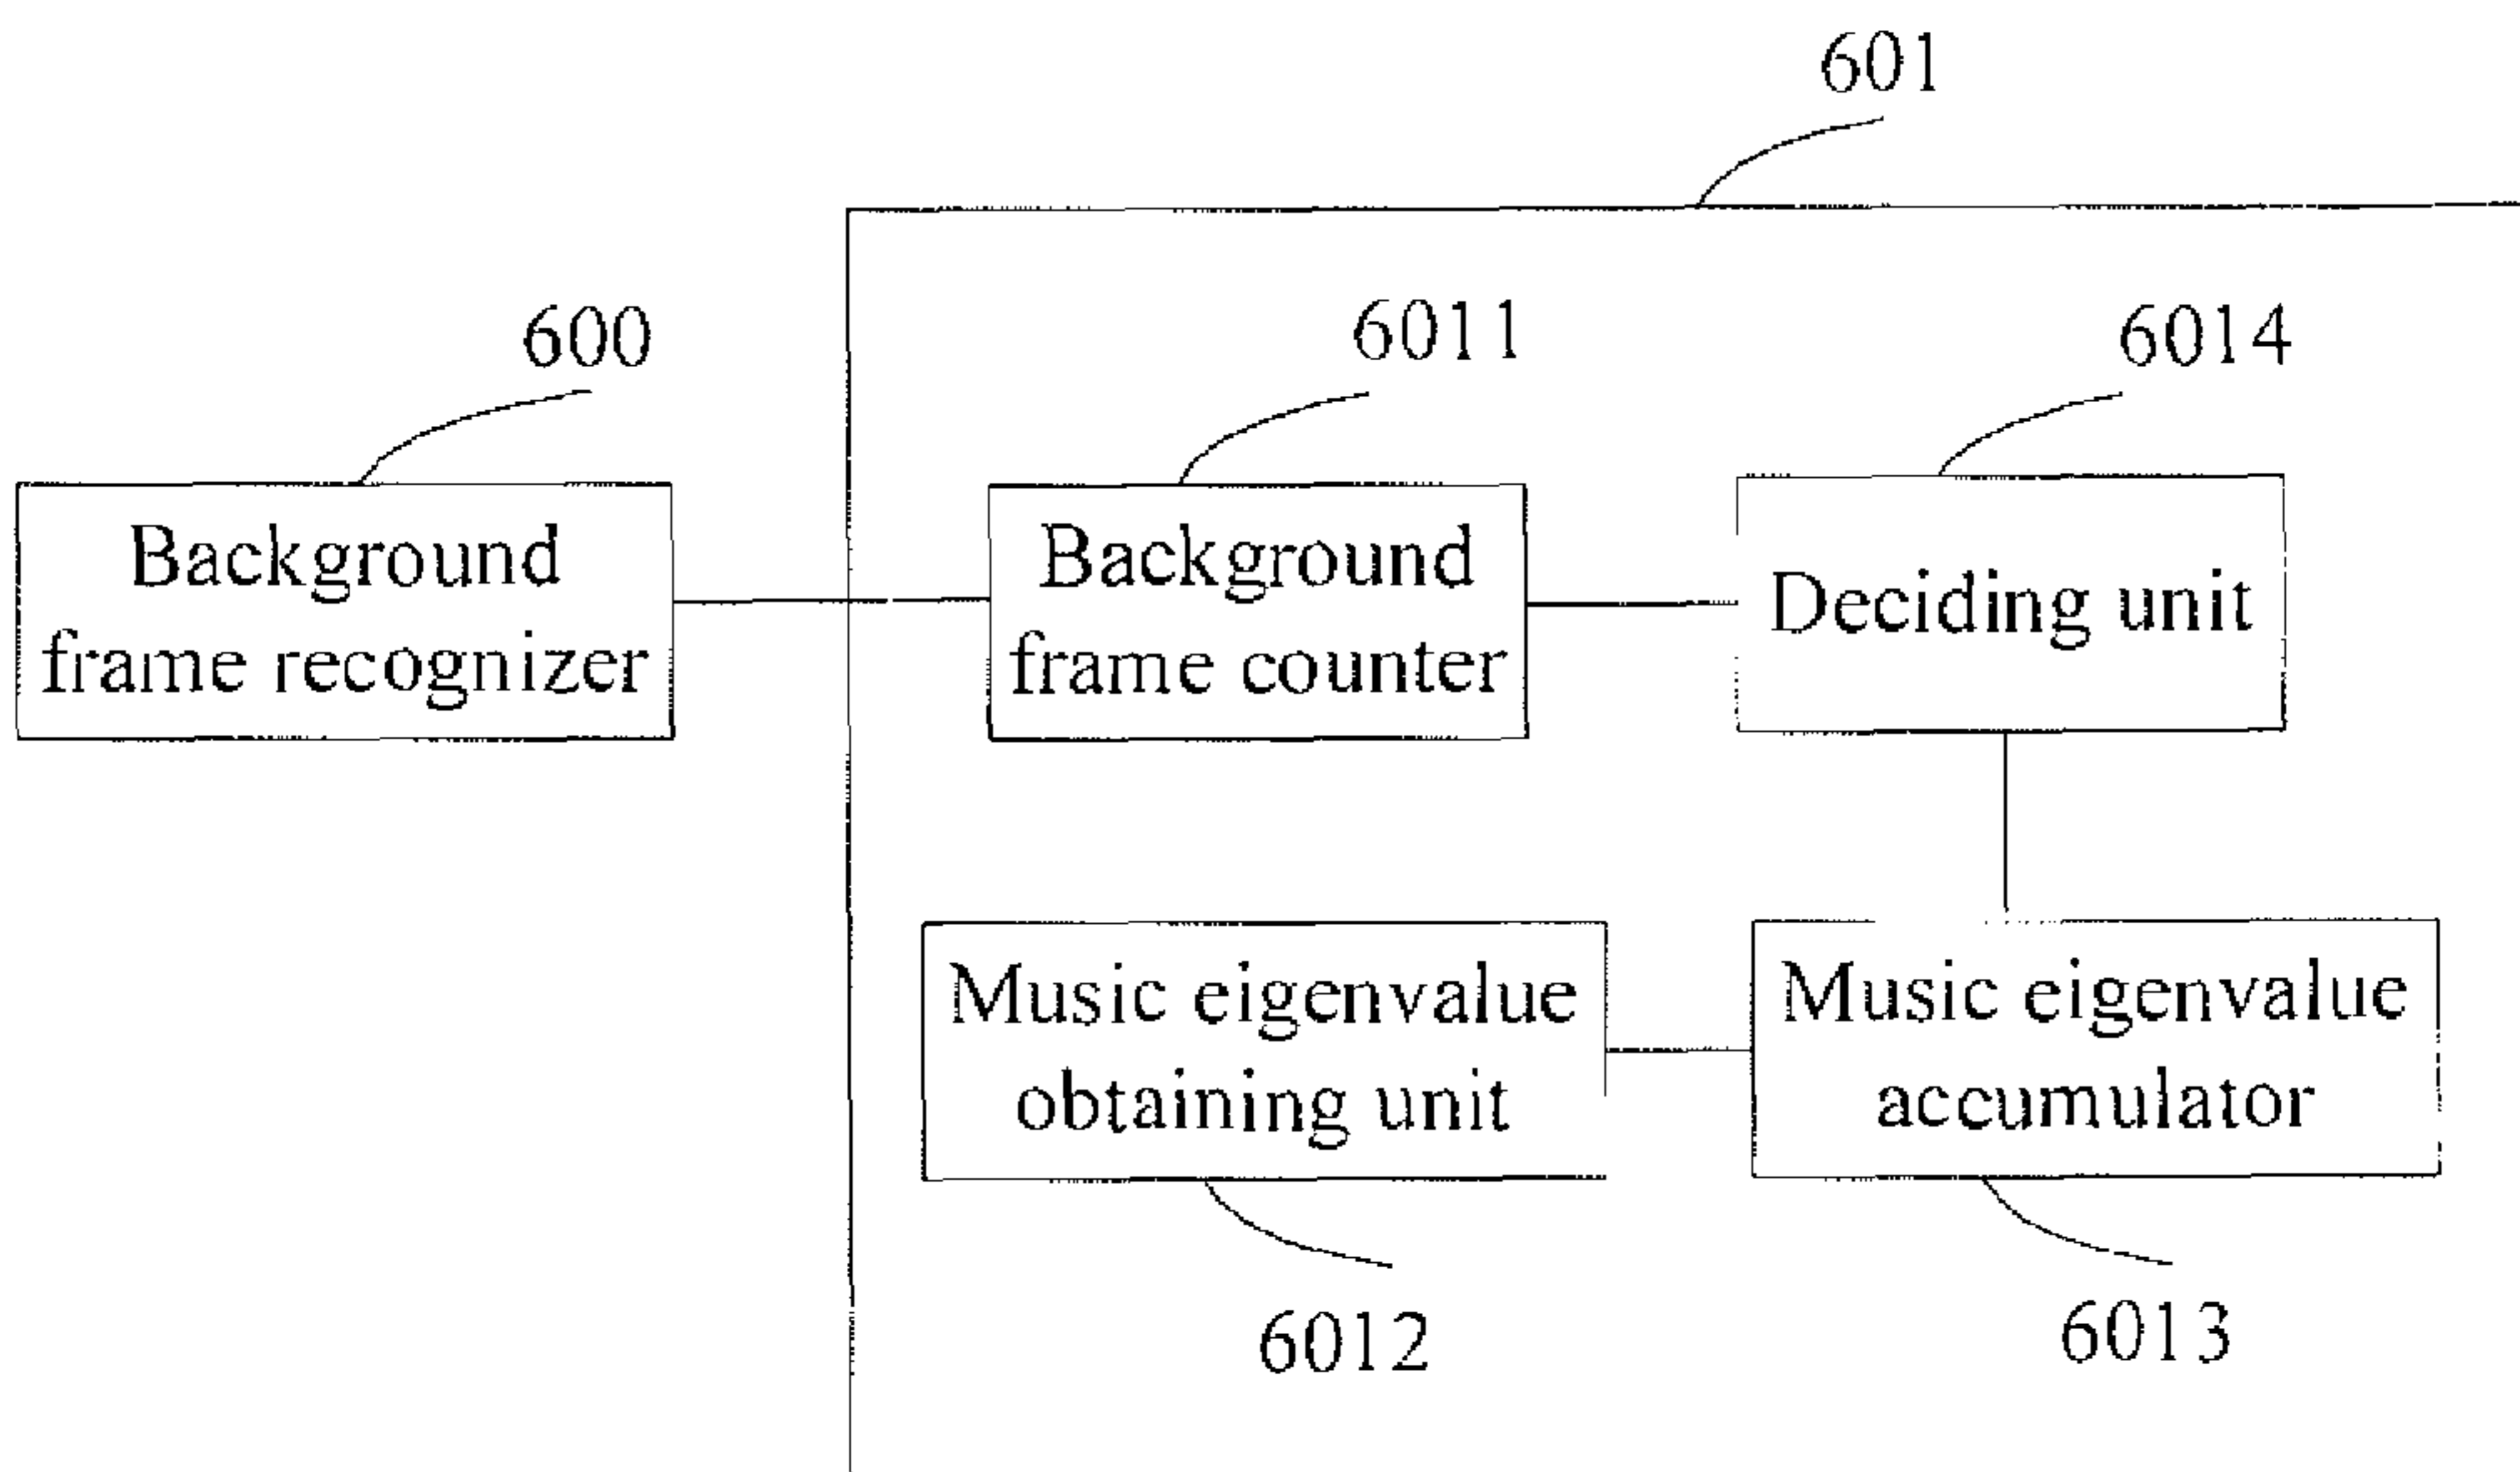 601
600
6011
6014
Background
frame recognizer
Background
frame counter
Deciding unit
Music eigenvalue
obtaining unit
Music eigenvalue
accumulator
6012
6013